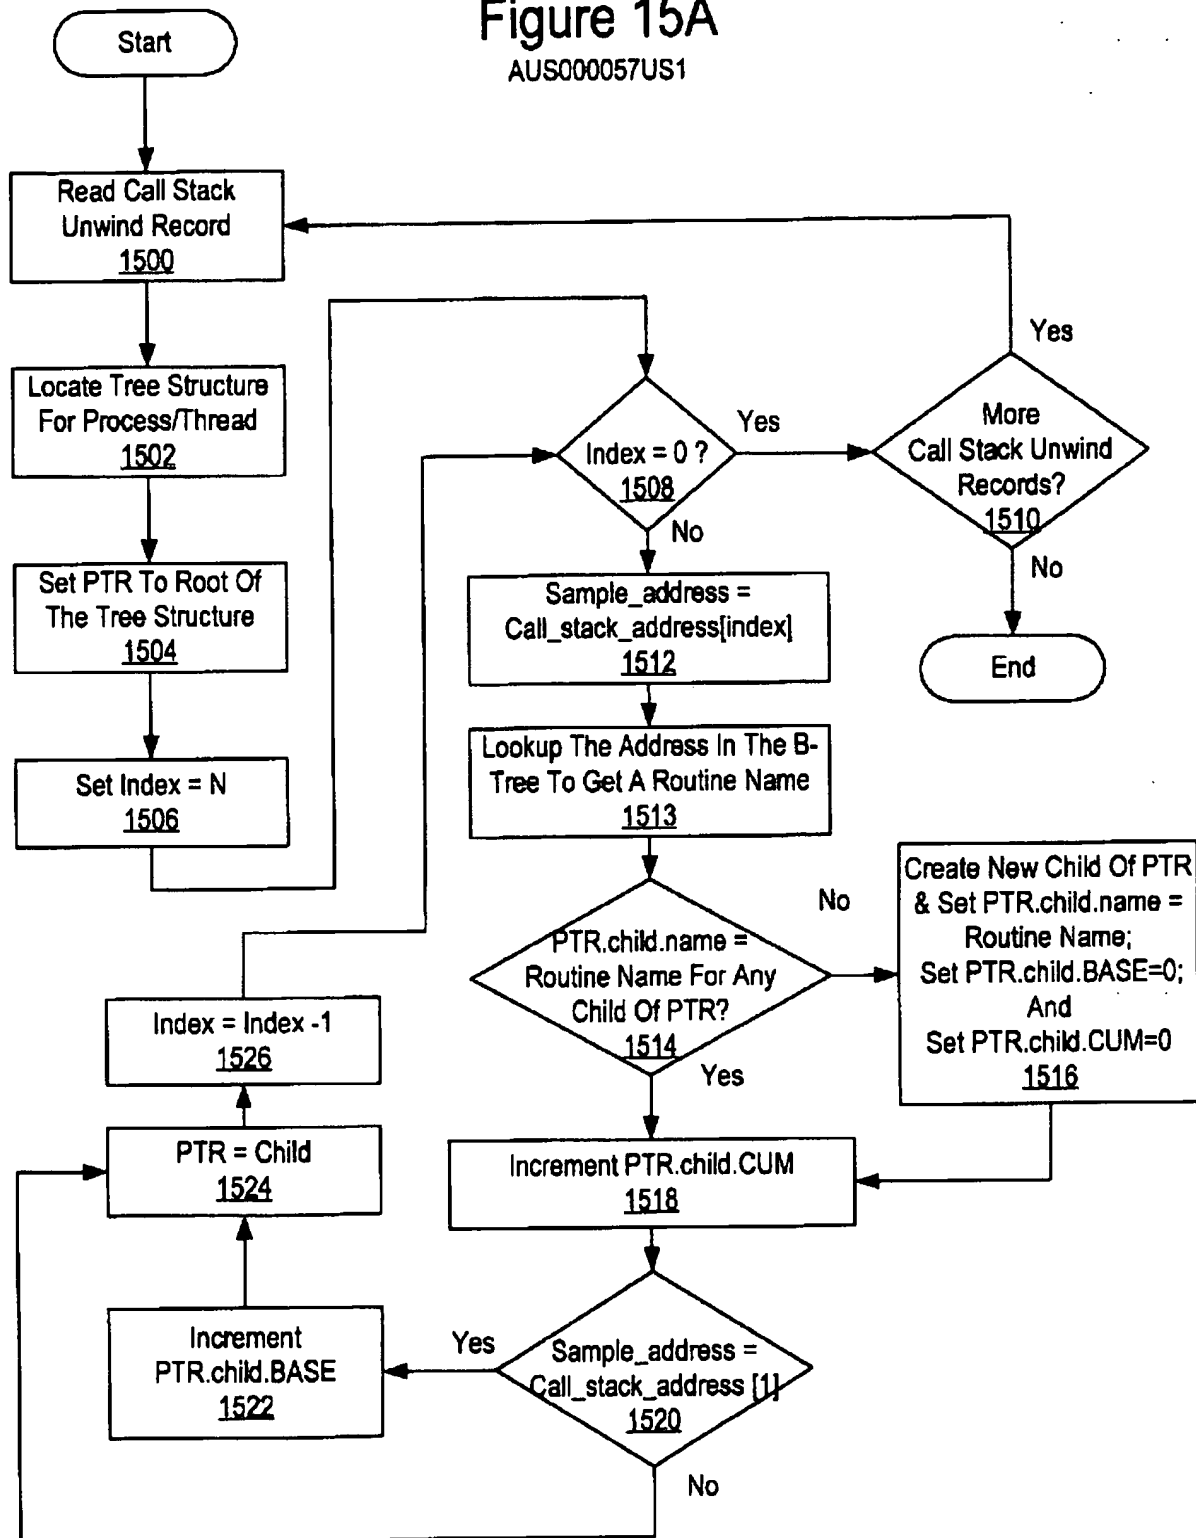 Figure 15A
AUS000057US1
Start
Read Call Stack
Unwind Record
1500
Locate Tree Structure
For Process/Thread
1502
Set PTR To Root Of
The Tree Structure
1504
Set Index = N
1506
Index = 0 ?
1508
Yes
No
More
Call Stack Unwind
Records?
1510
Yes
No
End
Sample_address =
Call_stack_address[index]
1512
Lookup The Address In The B-
Tree To Get A Routine Name
1513
PTR.child.name =
Routine Name For Any
Child Of PTR?
1514
No
Yes
Create New Child Of PTR
& Set PTR.child.name =
Routine Name;
Set PTR.child.BASE=0;
And
Set PTR.child.CUM=0
1516
Increment PTR.child.CUM
1518
Sample_address =
Call_stack_address [1]
1520
Yes
No
Increment
PTR.child.BASE
1522
PTR = Child
1524
Index = Index -1
1526